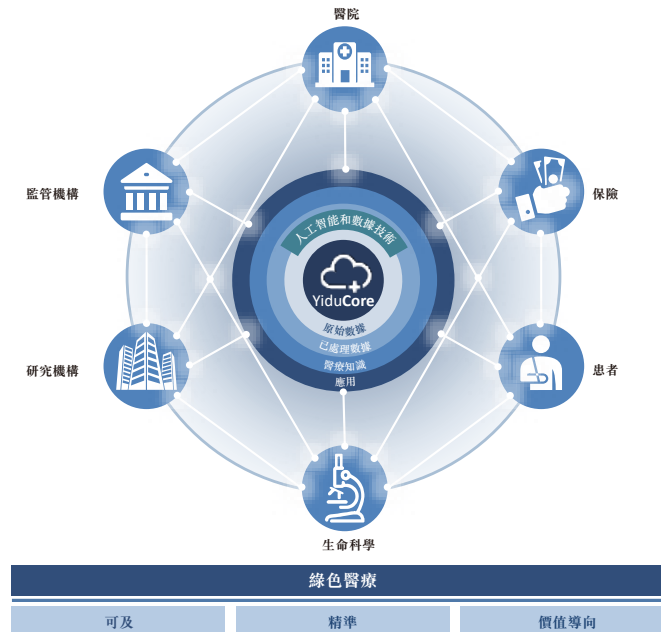 醫院
監管機構
保險
人工智能和數據技術
YiduCore
原始數據
已處理數據
醫療知識
應用
研究機構
患者
生命科學
綠色醫療
可及
精準
價值導向